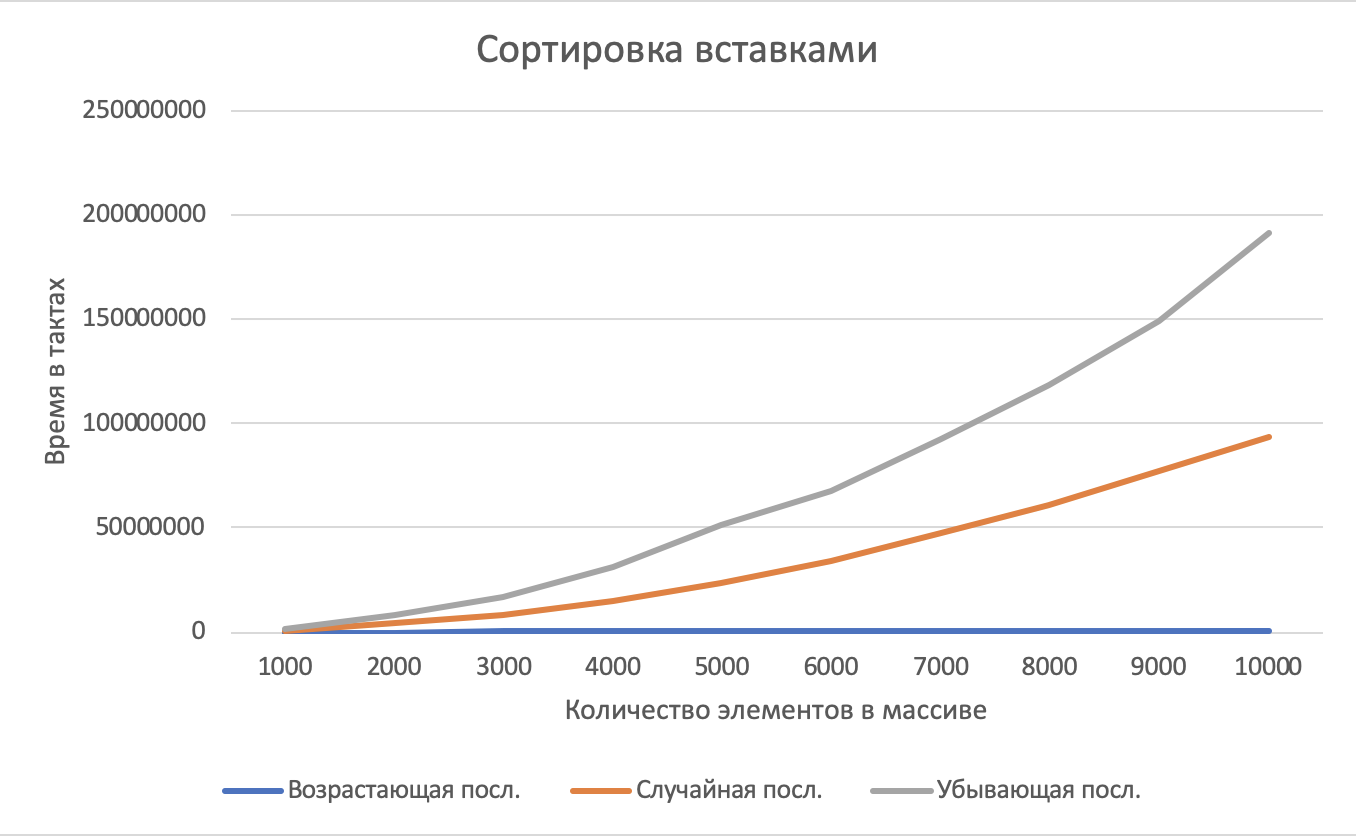 Сортировка вставками
250000000
200000000
150000000
100000000
50000000
0
Время в тактах
1000 2000 3000 4000 5000 6000 7000 8000 9000 10000
Количество элементов в массиве
Возрастающая посл. Случайная посл. Убывающая посл.